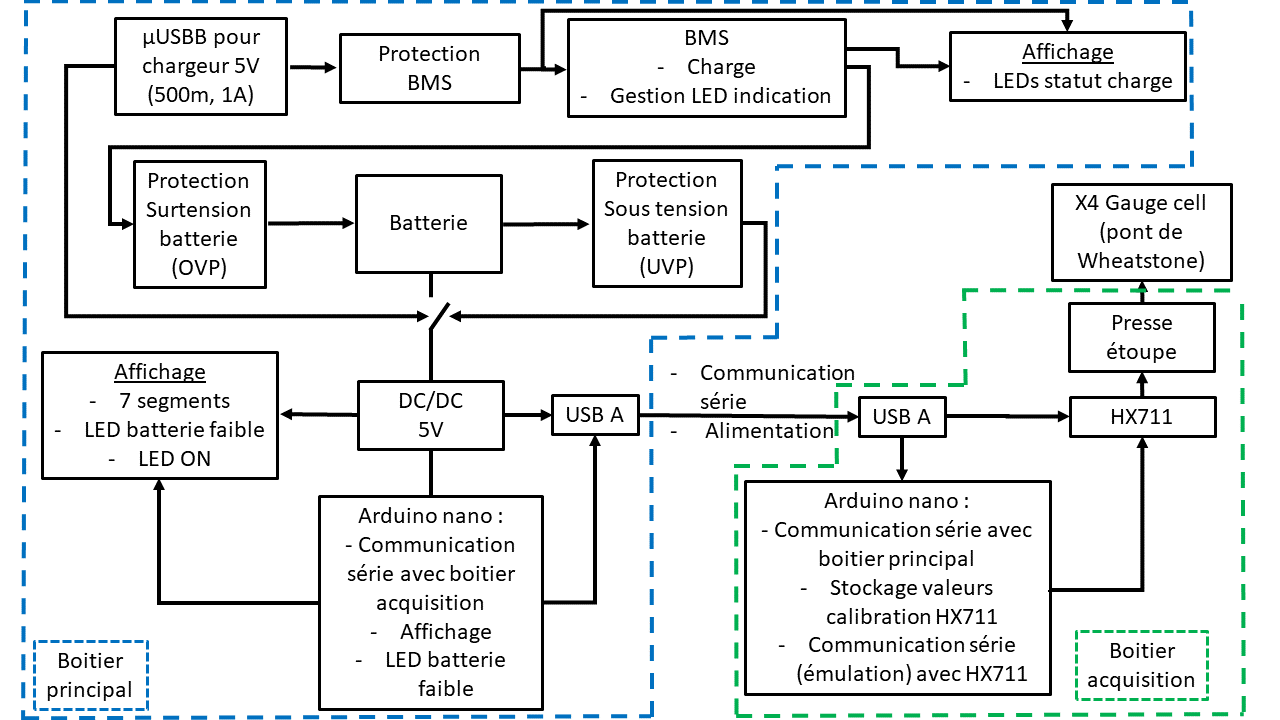 µUSBB pour
chargeur 5V
(500m, 1A)
Protection
BMS
BMS
- Charge
- Gestion LED indication
Affichage
- LEDs statut charge
Protection
Surtension
batterie
(OVP)
Batterie
Protection
Sous tension
batterie
(UVP)
X4 Gauge cell
(pont de
Wheatstone)
Presse
étoupe
Affichage
- 7 segments
- LED batterie faible
- LED ON
DC/DC
5V
USB A
- Communication
série
- Alimentation
USB A
HX711
Arduino nano :
- Communication
série avec boitier
acquisition
- Affichage
- LED batterie
faible
Arduino nano :
- Communication série avec
boitier principal
- Stockage valeurs
calibration HX711
- Communication série
(émulation) avec HX711
Boitier
principal
Boitier
acquisition